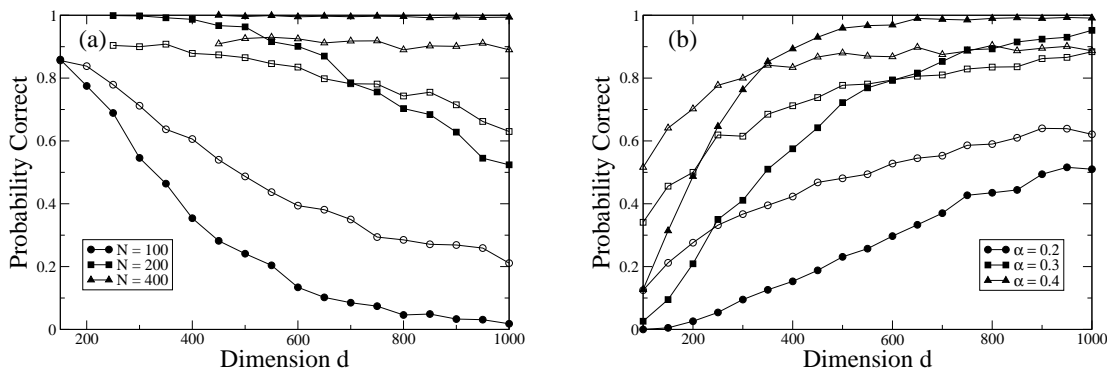 (a)
Probability Correct
1
0.8
0.6
0.4
0.2
0
N = 100
N = 200
N = 400
200
400
600
800
1000
Dimension d
(b)
Probability Correct
1
0.8
0.6
0.4
0.2
0
α = 0.2
α = 0.3
α = 0.4
200
400
600
800
1000
Dimension d